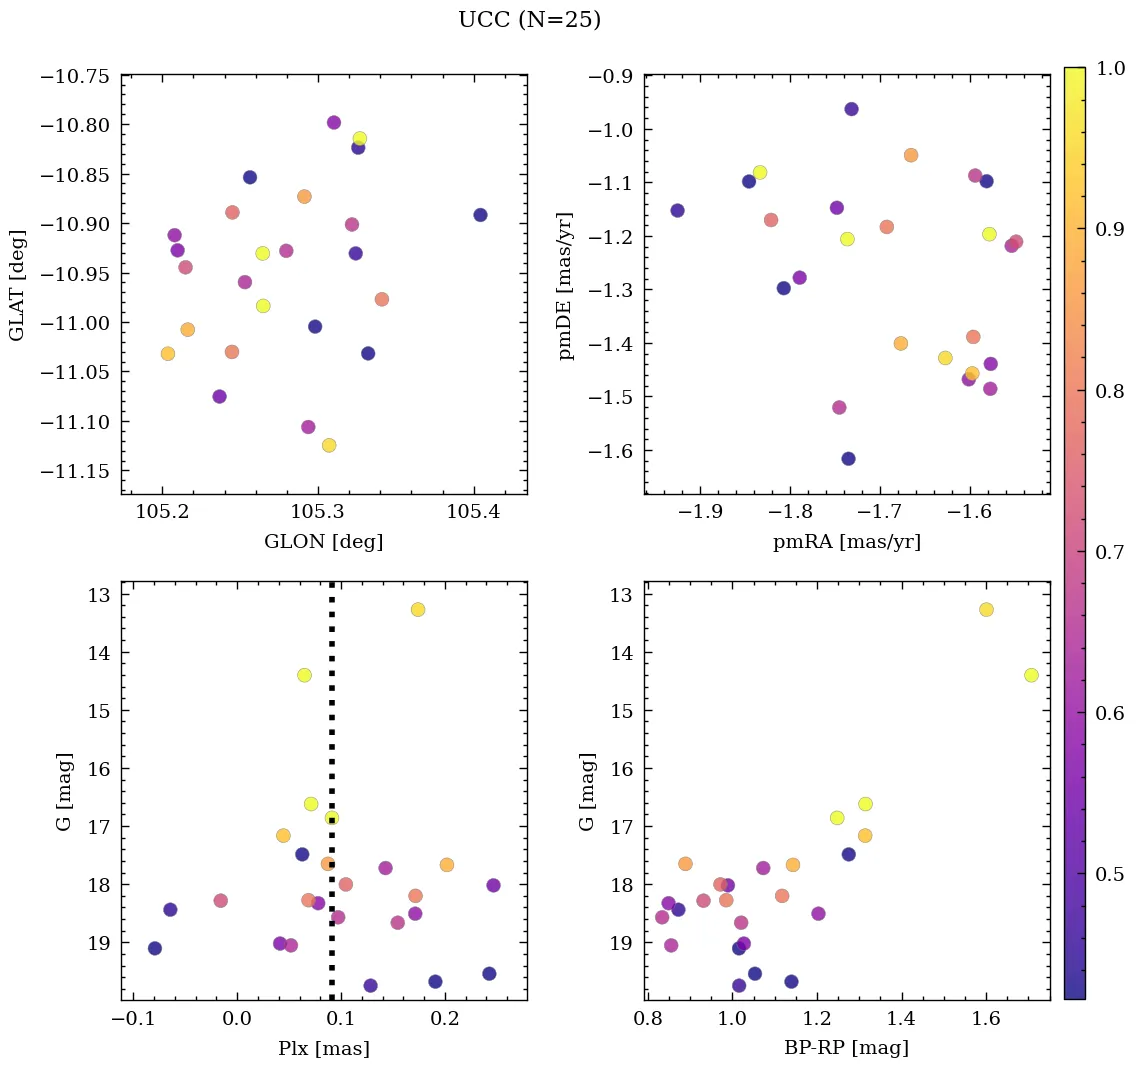 UCC (N=25)
−10.75
−10.80
−10.85
−10.90
−10.95
−11.00
−11.05
−11.10
−11.15
GLAT [deg]
105.2 105.3 105.4
GLON [deg]
−0.9
−1.0
−1.1
−1.2
−1.3
−1.4
−1.5
−1.6
pmDE [mas/yr]
−1.9 −1.8 −1.7 −1.6
pmRA [mas/yr]
13
14
15
16
17
18
19
G [mag]
−0.1 0.0 0.1 0.2
Plx [mas]
13
14
15
16
17
18
19
G [mag]
0.8 1.0 1.2 1.4 1.6
BP-RP [mag]
1.0
0.9
0.8
0.7
0.6
0.5